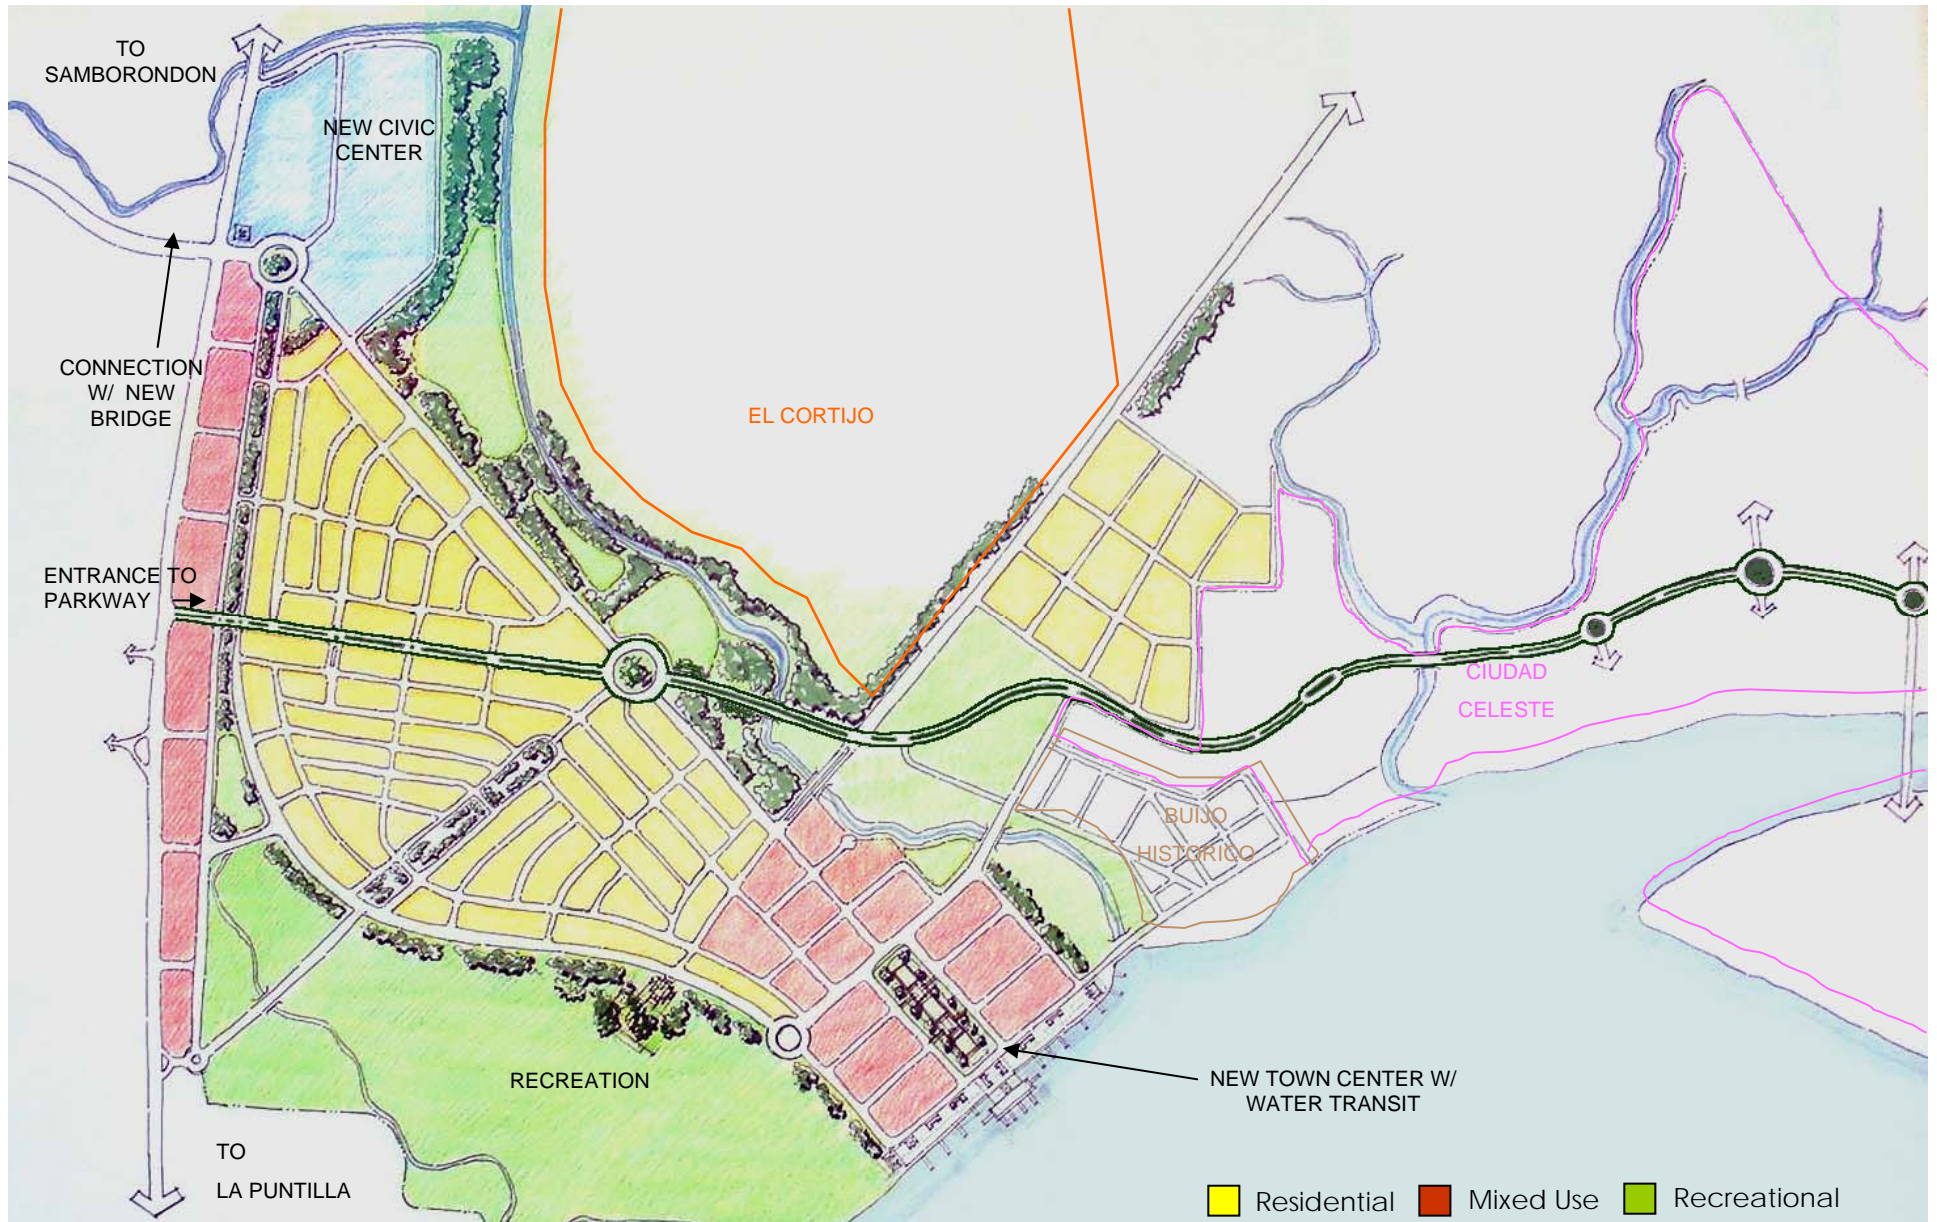 TO
SAMBORONDON
NEW CIVIC
CENTER
CONNECTION
W/ NEW
BRIDGE
EL CORTIJO
ENTRANCE TO
PARKWAY
CIUDAD
CELESTE
BUIJO
HISTORICO
RECREATION
NEW TOWN CENTER W/
WATER TRANSIT
TO
LA PUNTILLA
Residential
Mixed Use
Recreational